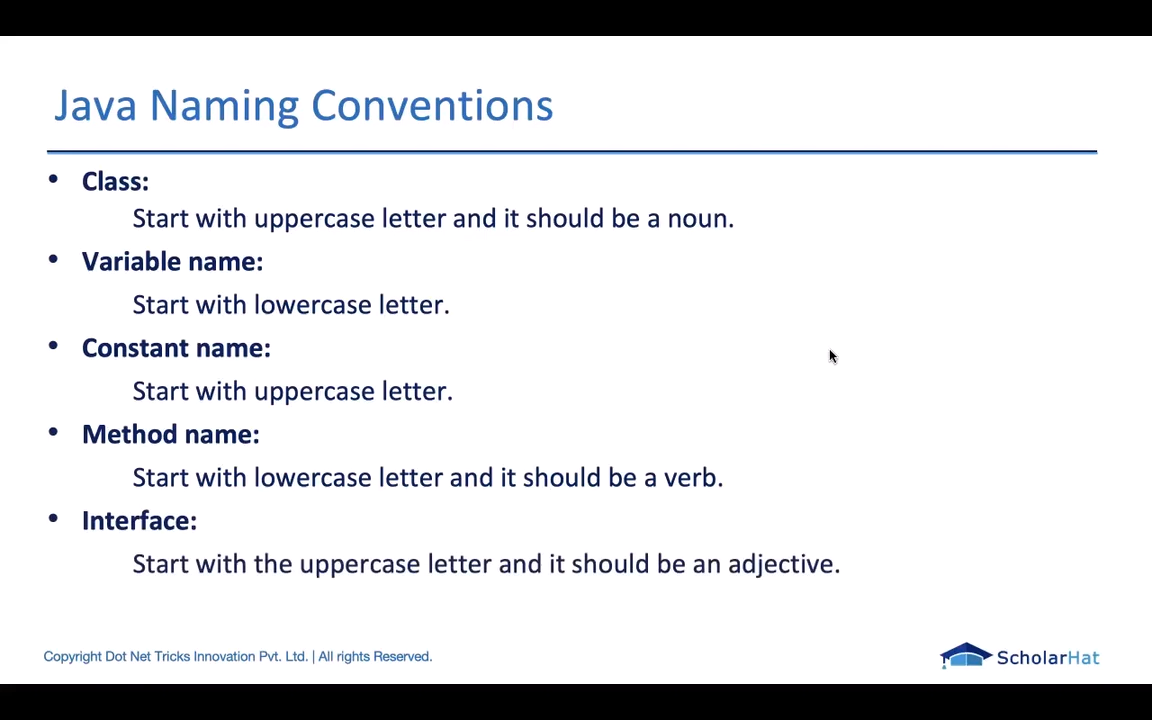 Java Naming Conventions
• Class:
Start with uppercase letter and it should be a noun.
• Variable name:
Start with lowercase letter.
• Constant name:
Start with uppercase letter.
• Method name:
Start with lowercase letter and it should be a verb.
• Interface:
Start with the uppercase letter and it should be an adjective.
Copyright Dot Net Tricks Innovation Pvt. Ltd. | All rights Reserved.
ScholarHat